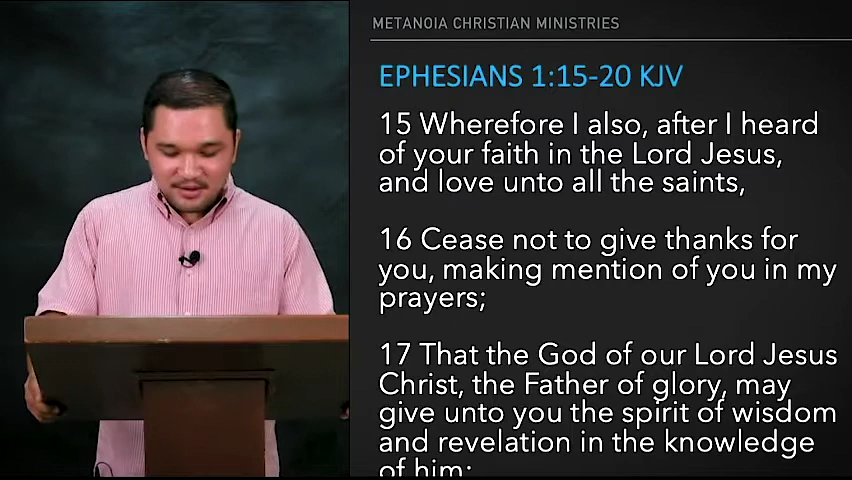 METANOIA CHRISTIAN MINISTRIES
EPHESIANS 1:15-20 KJV
15 Wherefore I also, after I heard
of your faith in the Lord Jesus,
and love unto all the saints,
16 Cease not to give thanks for
you, making mention of you in my
prayers;
17 That the God of our Lord Jesus
Christ, the Father of glory, may
give unto you the spirit of wisdom
and revelation in the knowledge
of him: